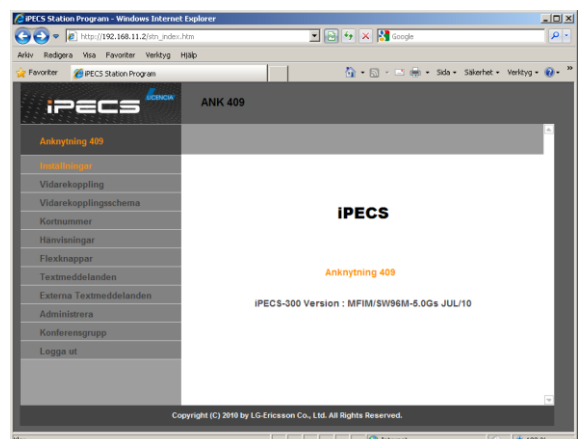 iPECS Station Program - Windows Internet Explorer
http://192.168.11.2/stn_index.htm
Google
Arkiv Redigera Visa Favoriter Verktyg Hjälp
Favoriter iPECS Station Program Sida Säkerhet Verktyg
iPECS LICENCIA ANK 409
Anknytning 409
Inställningar
Vidarekoppling
Vidarekopplingsschema
Kortnummer
iPECS
Hänvisningar
Flexknappar
Anknytning 409
Textmeddelanden
Externa Textmeddelanden
iPECS-300 Version : MFIM/SW96M-5.0Gs JUL/10
Administrera
Konferensgrupp
Logga ut
Copyright (C) 2010 by LG-Ericsson Co., Ltd. All Rights Reserved.